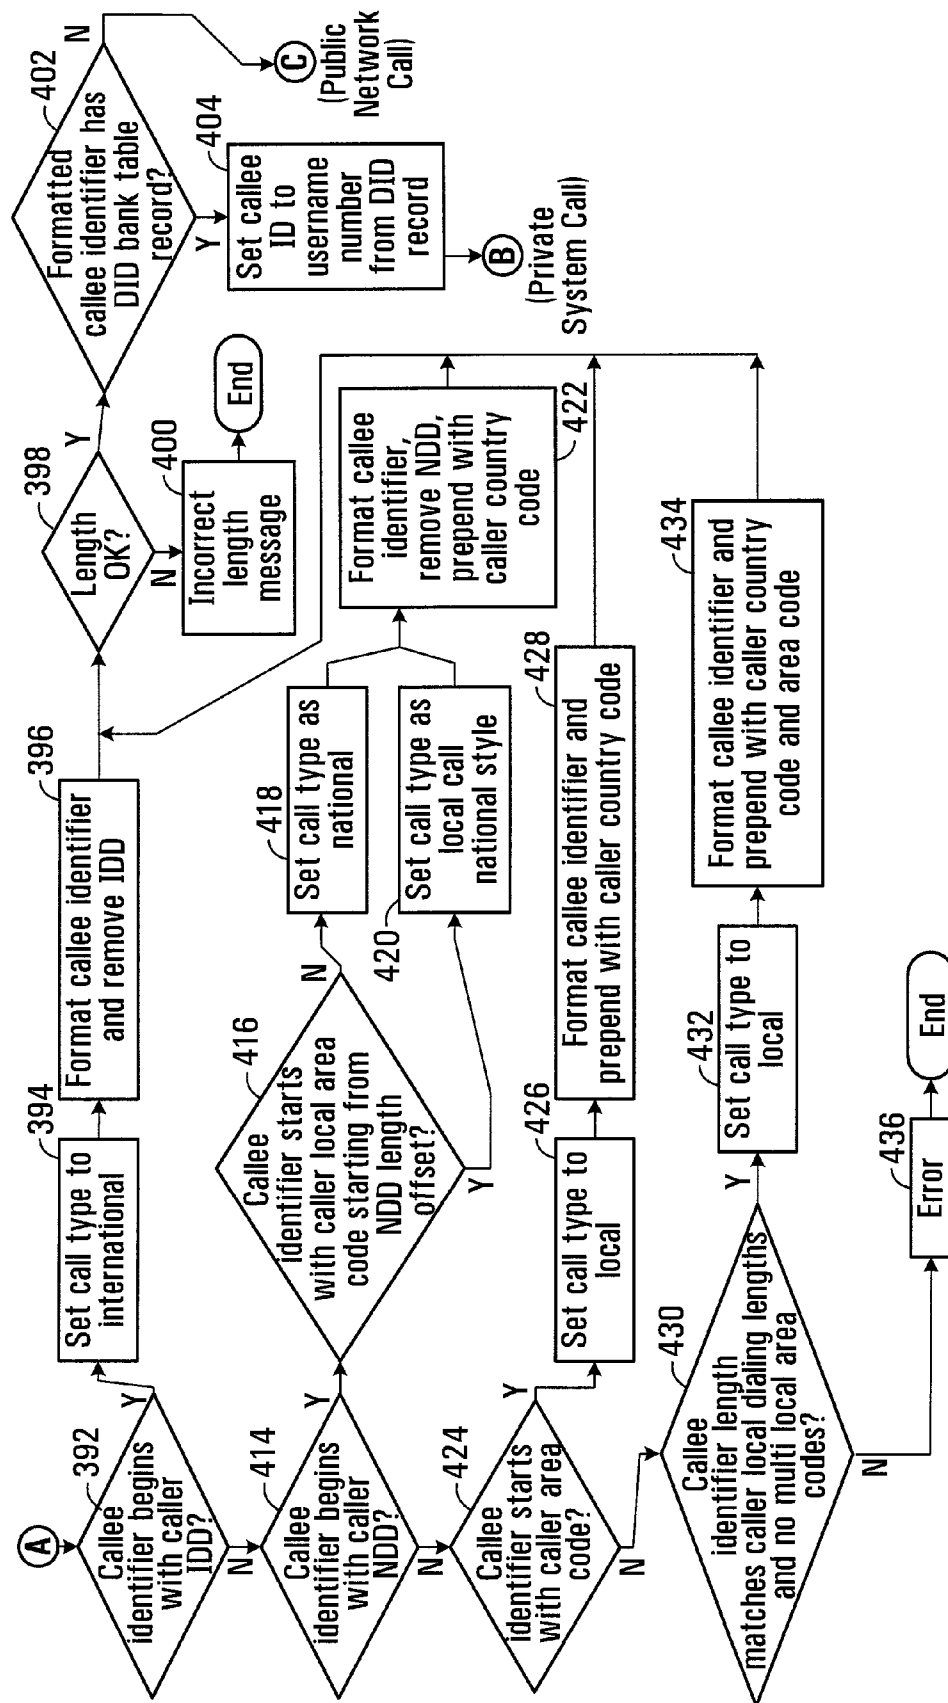 A
392
Callee
identifier begins
with caller
IDD?
Y
N
394
Set call type to
international
396
Format callee identifier
and remove IDD
398
Length
OK?
Y
N
400
Incorrect
length
message
End
402
Formatted
callee identifier has
DID bank table
record?
N
Y
C
(Public
Network
Call)
404
Set callee
ID to
username
number
from DID
record
B
(Private
System Call)
414
Callee
identifier begins
with caller
NDD?
Y
N
416
Callee
identifier starts
with caller local area
code starting from
NDD length
offset?
N
Y
418
Set call type as
national
420
Set call type as
local call
national style
422
Format callee
identifier,
remove NDD,
prepend with
caller country
code
424
Callee
identifier starts
with caller area
code?
Y
N
426
Set call type to
local
428
Format callee identifier and
prepend with caller country code
430
Callee
identifier length
matches caller local dialing lengths
and no multi local area
codes?
Y
N
432
Set call type to
local
434
Format callee identifier and
prepend with caller country
code and area code
436
Error
End